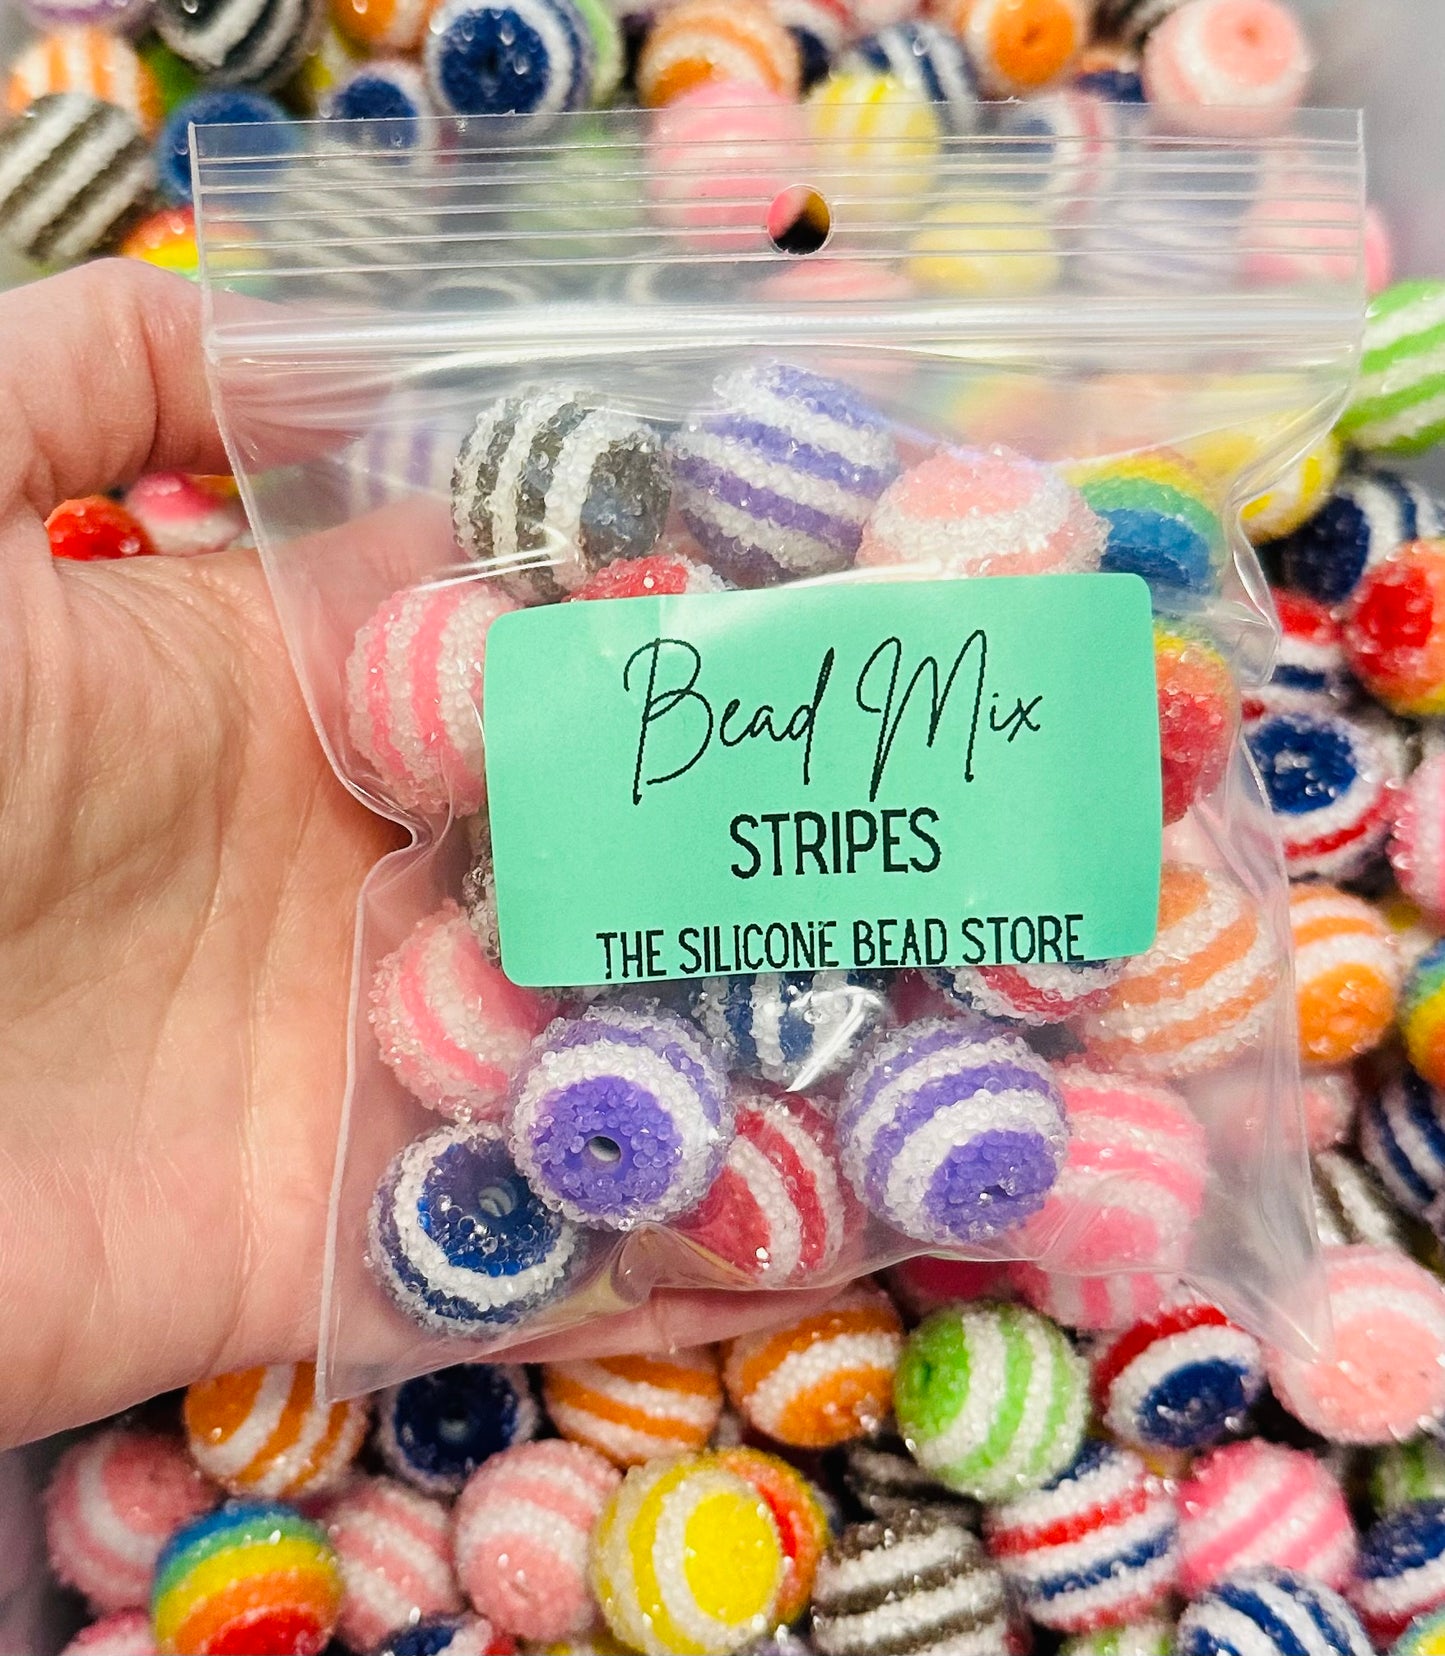 Bead Mix
STRIPES
THE SILICONE BEAD STORE